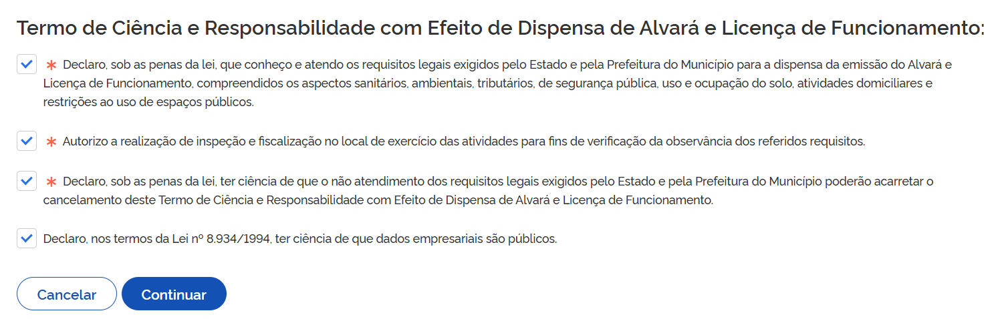 Termo de Ciência e Responsabilidade com Efeito de Dispensa de Alvará e Licença de Funcionamento:
* Declaro, sob as penas da lei, que conheço e atendo os requisitos legais exigidos pelo Estado e pela Prefeitura do Município para a dispensa da emissão do Alvará e
Licença de Funcionamento, compreendidos os aspectos sanitários, ambientais, tributários, de segurança pública, uso e ocupação do solo, atividades domiciliares e
restrições ao uso de espaços públicos.
* Autorizo a realização de inspeção e fiscalização no local de exercício das atividades para fins de verificação da observância dos referidos requisitos.
* Declaro, sob as penas da lei, ter ciência de que o não atendimento dos requisitos legais exigidos pelo Estado e pela Prefeitura do Município poderão acarretar o
cancelamento deste Termo de Ciência e Responsabilidade com Efeito de Dispensa de Alvará e Licença de Funcionamento.
Declaro, nos termos da Lei nº 8.934/1994, ter ciência de que dados empresariais são públicos.
Cancelar Continuar